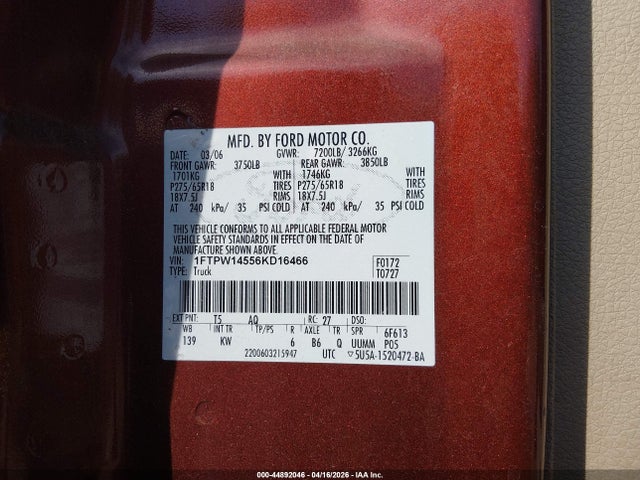 MFD. BY FORD MOTOR CO.
DATE: 03/06 GVWR: 7200LB/ 3266KG
FRONT GAWR: 3750LB REAR GAWR: 3850LB
1701KG WITH 1746KG WITH
P275/65R18 TIRES P275/65R18 TIRES
18X7.5J RIMS 18X7.5J RIMS
AT 240 kPa/ 35 PSI COLD AT 240 kPa/ 35 PSI COLD
THIS VEHICLE CONFORMS TO ALL APPLICABLE FEDERAL MOTOR
VEHICLE SAFETY STANDARDS IN EFFECT ON THE DATE OF
MANUFACTURE SHOWN ABOVE.
VIN: 1FTPW14556KD16466 F0172
TYPE: Truck T0727
EXT PNT: T5 AQ RC: 27 DSO:
WB INT TR TP/PS R AXLE TR SPR 6F613
139 KW 6 B6 Q UUMM P05
2200603215947 UTC ▽5U5A-1520472-BA
000-44892046 - 04/16/2026 - IAA Inc.